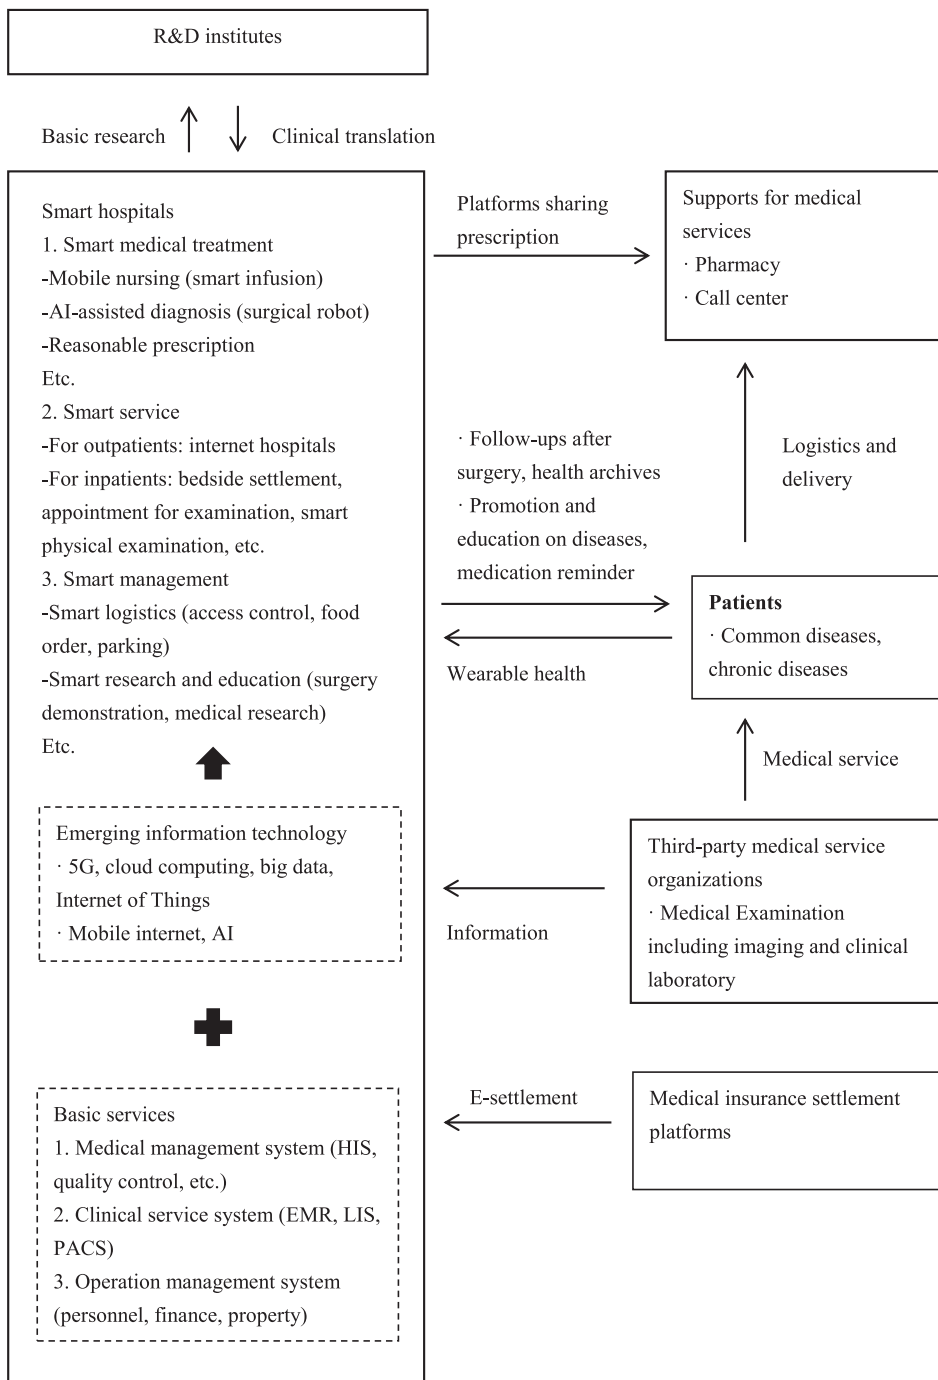 R&D institutes
Basic research
Clinical translation
Smart hospitals
1. Smart medical treatment
-Mobile nursing (smart infusion)
-AI-assisted diagnosis (surgical robot)
-Reasonable prescription
Etc.
2. Smart service
-For outpatients: internet hospitals
-For inpatients: bedside settlement,
appointment for examination, smart
physical examination, etc.
3. Smart management
-Smart logistics (access control, food
order, parking)
-Smart research and education (surgery
demonstration, medical research)
Etc.
Emerging information technology
· 5G, cloud computing, big data,
Internet of Things
· Mobile internet, AI
Basic services
1. Medical management system (HIS,
quality control, etc.)
2. Clinical service system (EMR, LIS,
PACS)
3. Operation management system
(personnel, finance, property)
Platforms sharing
prescription
Supports for medical
services
· Pharmacy
· Call center
· Follow-ups after
surgery, health archives
· Promotion and
education on diseases,
medication reminder
Logistics and
delivery
Wearable health
Patients
· Common diseases,
chronic diseases
Medical service
Information
Third-party medical service
organizations
· Medical Examination
including imaging and clinical
laboratory
E-settlement
Medical insurance settlement
platforms